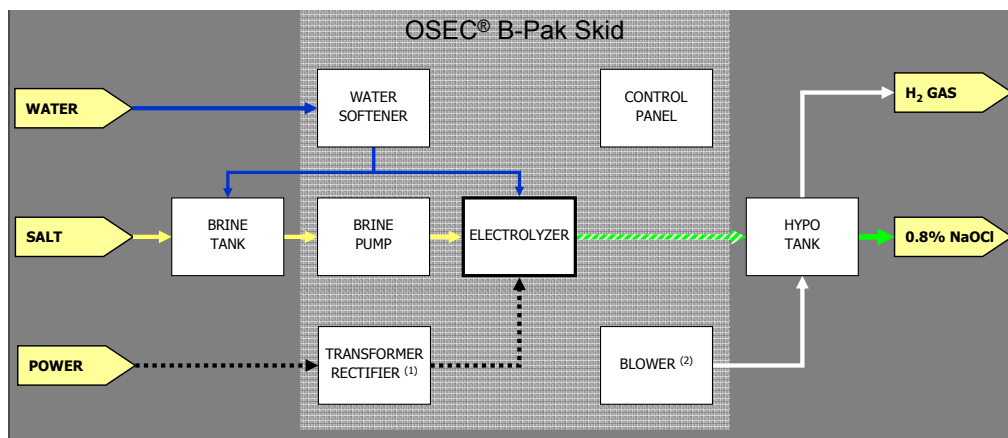 OSEC® B-Pak Skid
WATER
WATER
SOFTENER
CONTROL
PANEL
H₂ GAS
SALT
BRINE
TANK
BRINE
PUMP
ELECTROLYZER
HYPO
TANK
0.8% NaOCl
POWER
TRANSFORMER
RECTIFIER (1)
BLOWER (2)